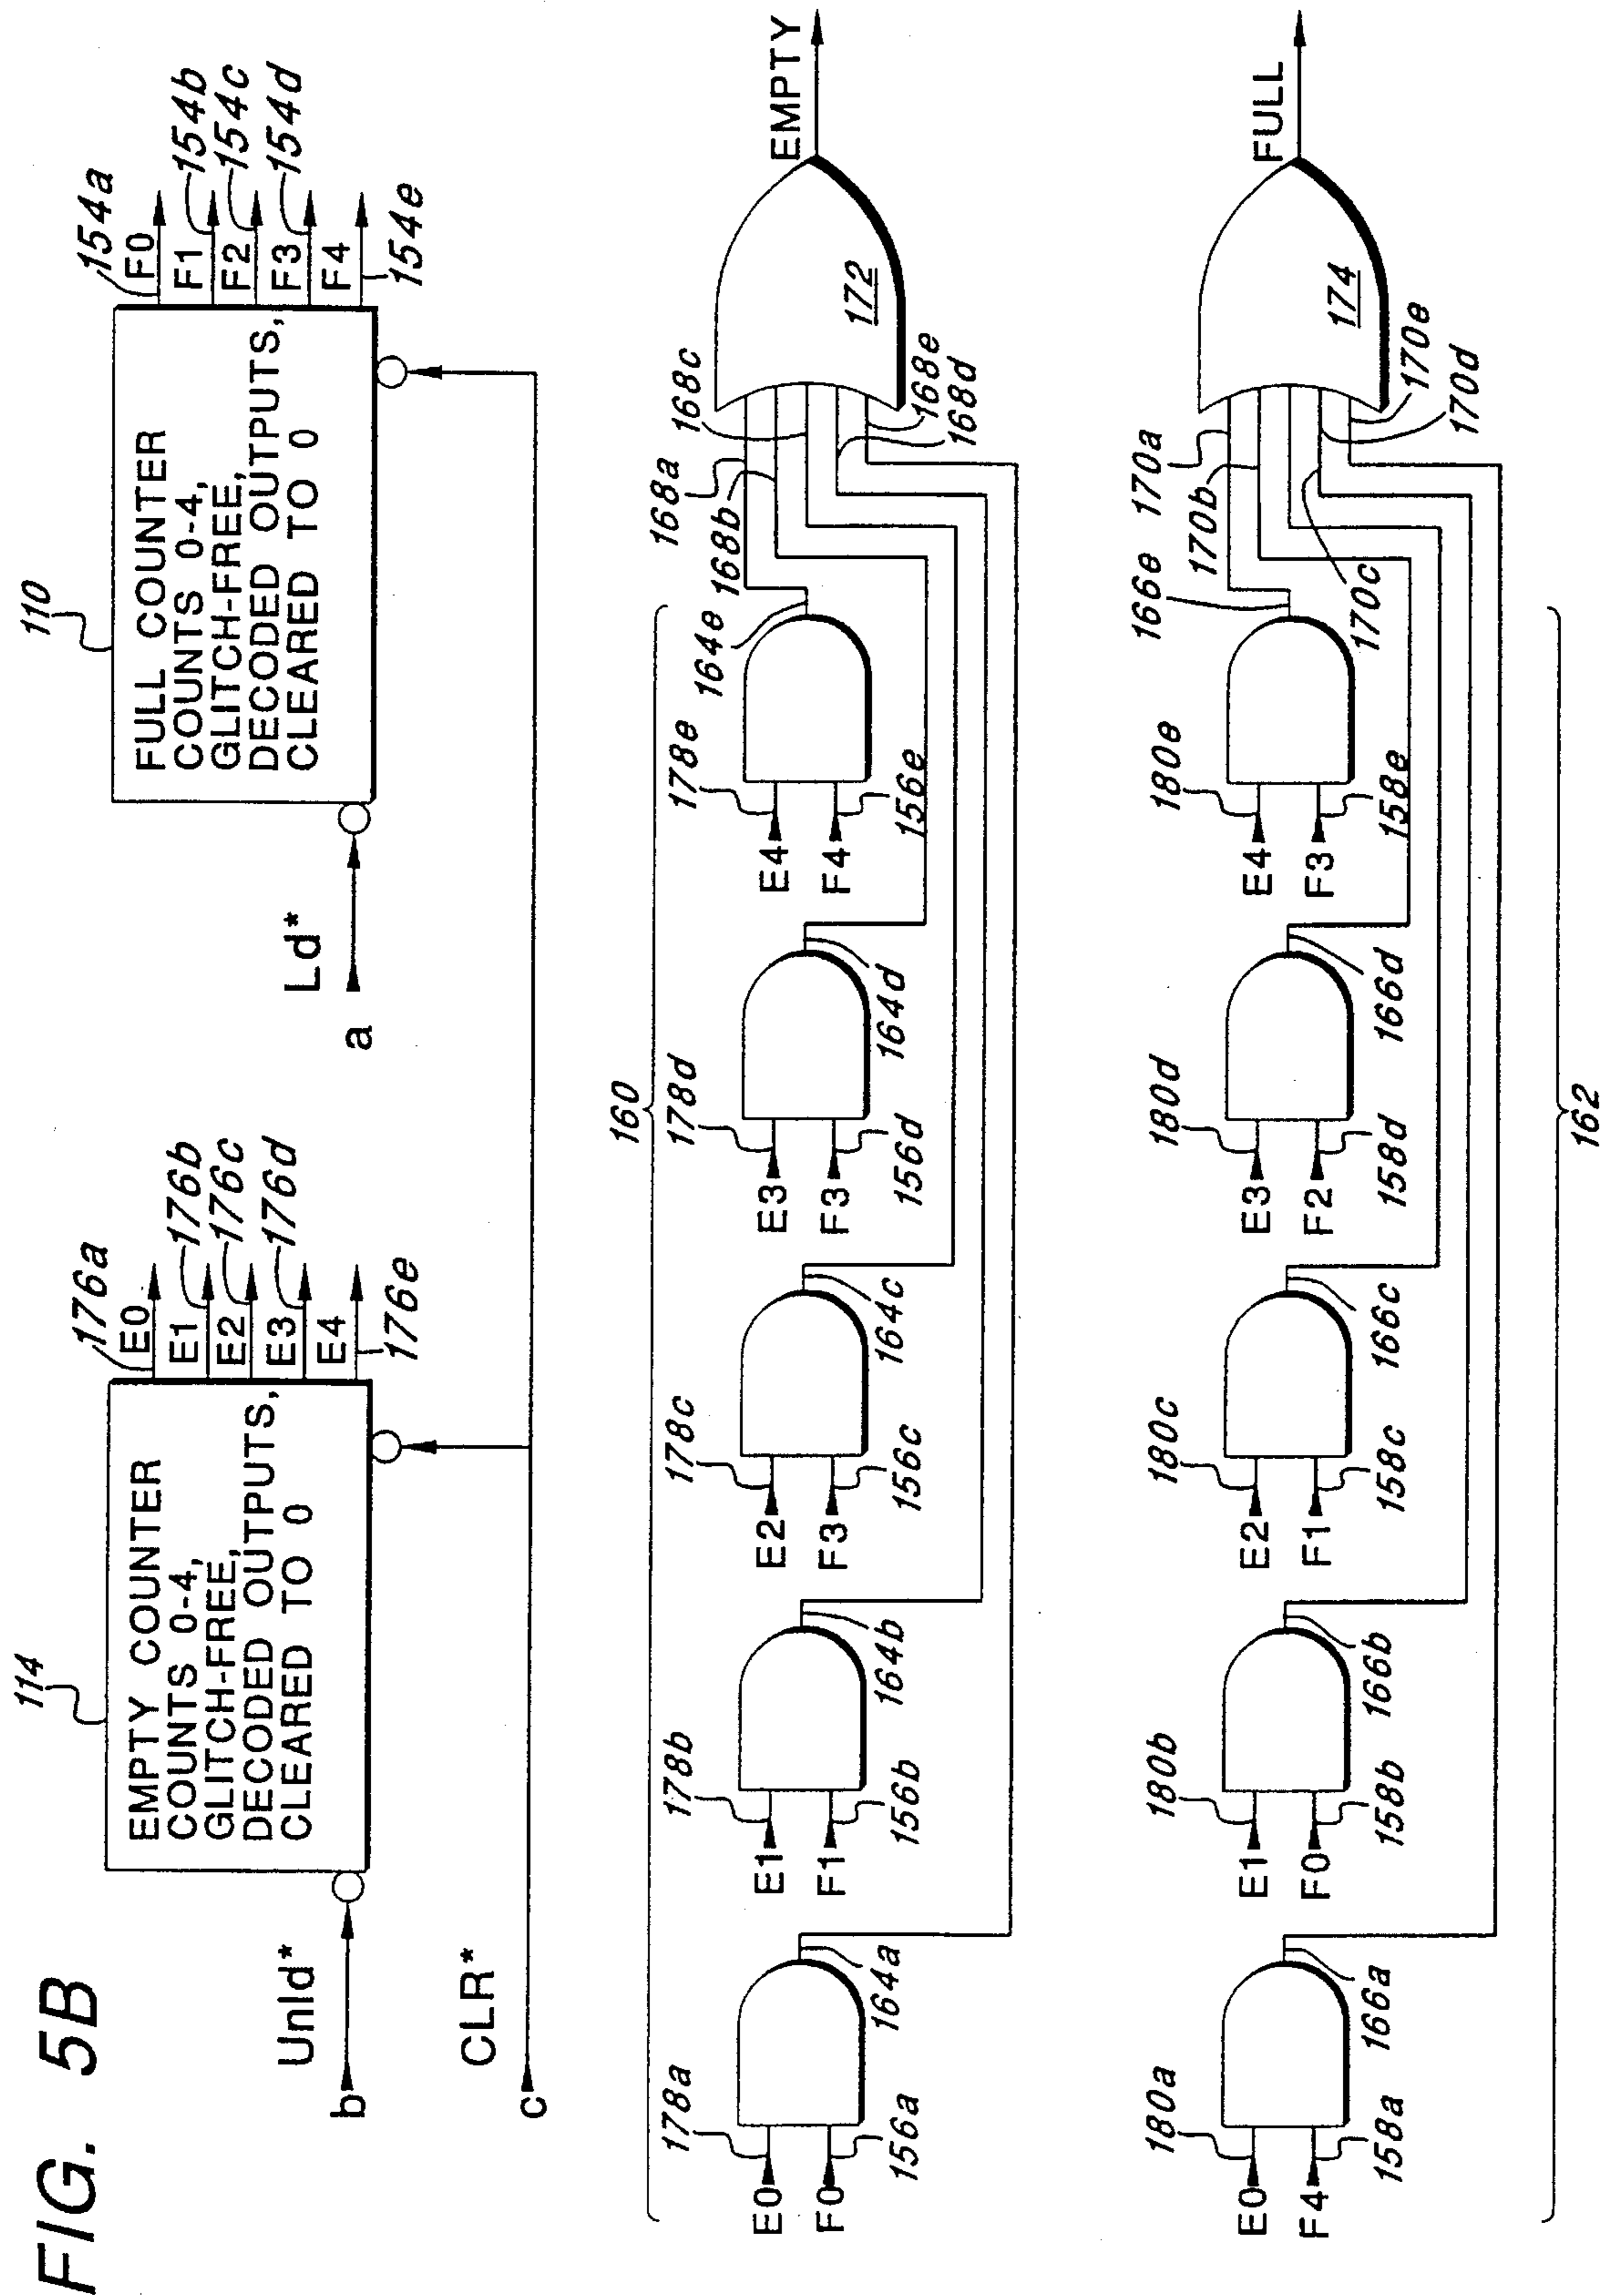 FIG. 5B
114
EMPTY COUNTER
COUNTS 0-4,
GLITCH-FREE,
DECODED OUTPUTS,
CLEARED TO 0
176a
E0
E1
176b
E2
176c
E3
176d
E4
176e
Unld*
b
110
FULL COUNTER
COUNTS 0-4,
GLITCH-FREE,
DECODED OUTPUTS,
CLEARED TO 0
154a
F0
F1
154b
F2
154c
F3
154d
F4
154e
Ld*
a
CLR*
c
160
178a
E0
F0
156a
164a
178b
E1
F1
156b
164b
178c
E2
F3
156c
164c
178d
E3
F3
156d
164d
178e
E4
F4
156e
164e
168a
168b
168c
168e
168d
172
EMPTY
180a
E0
F4
158a
166a
180b
E1
F0
158b
166b
180c
E2
F1
158c
166c
180d
E3
F2
158d
166d
180e
E4
F3
158e
166e
170a
170b
170c
170e
170d
174
FULL
162